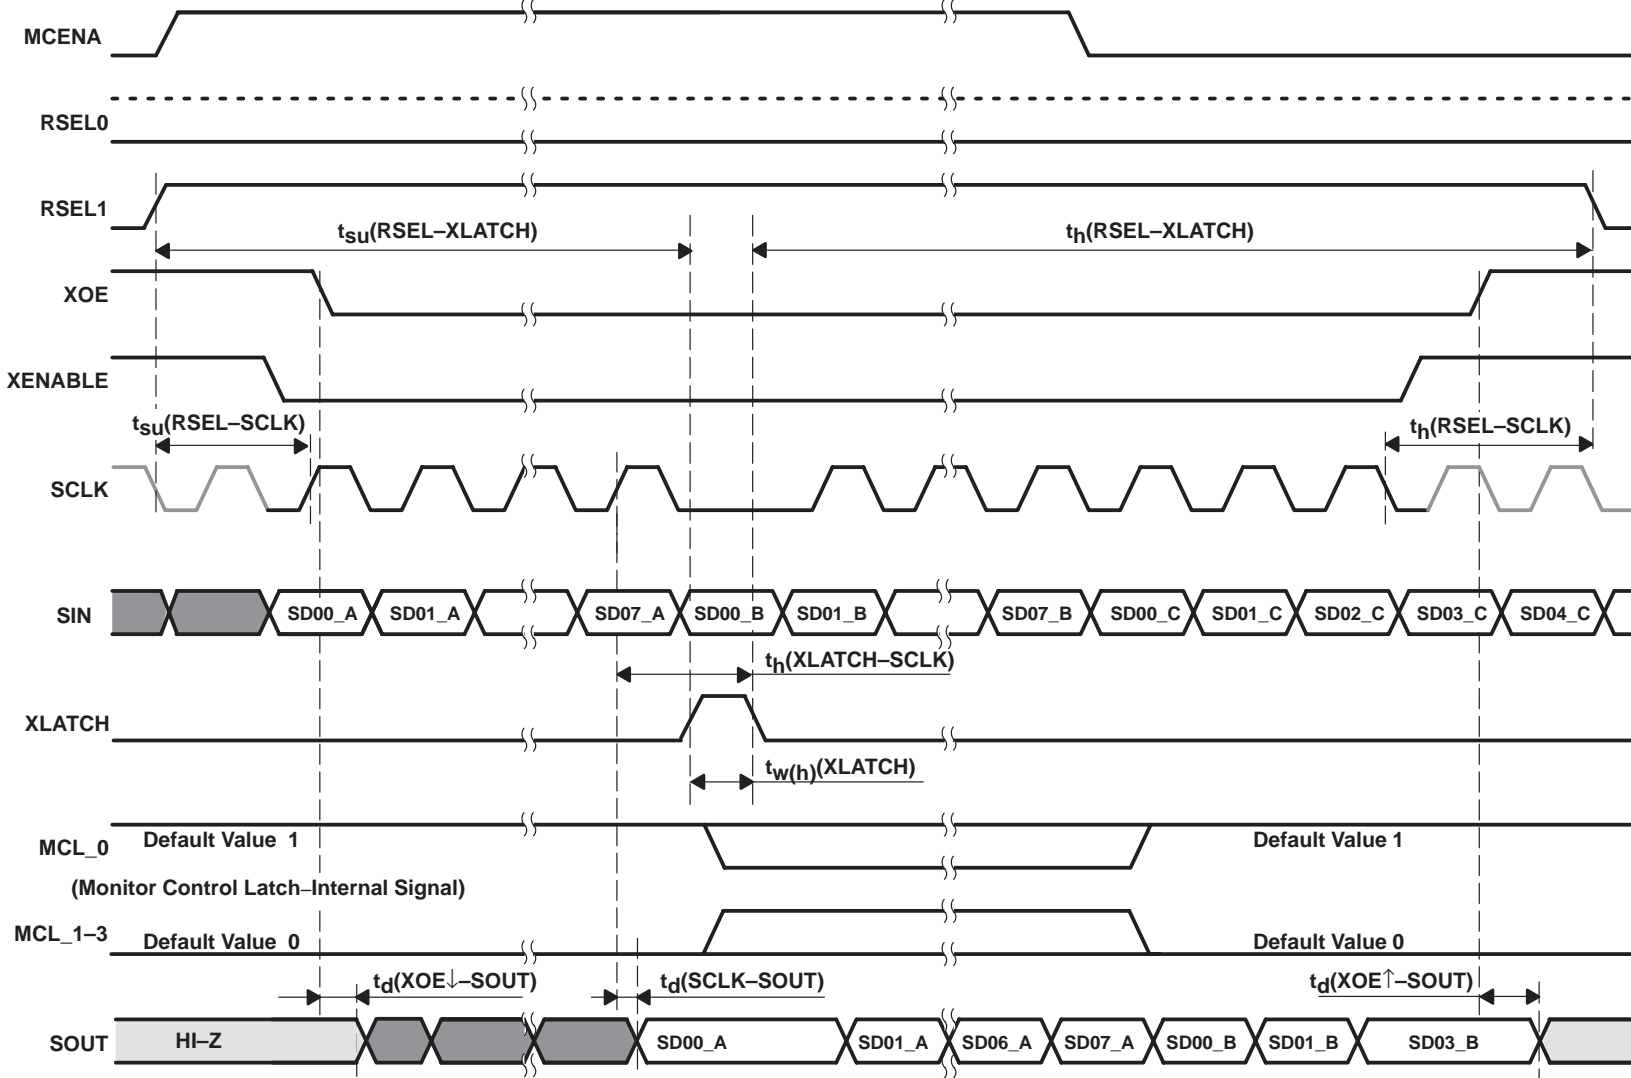 MCENA
RSEL0
RSEL1
tsu(RSEL–XLATCH)
th(RSEL–XLATCH)
XOE
XENABLE
tsu(RSEL–SCLK)
th(RSEL–SCLK)
SCLK
SIN
SD00_A
SD01_A
SD07_A
SD00_B
SD01_B
SD07_B
SD00_C
SD01_C
SD02_C
SD03_C
SD04_C
th(XLATCH–SCLK)
XLATCH
tw(h)(XLATCH)
MCL_0
Default Value 1
Default Value 1
(Monitor Control Latch–Internal Signal)
MCL_1–3
Default Value 0
Default Value 0
td(XOE↓–SOUT)
td(SCLK–SOUT)
td(XOE↑–SOUT)
SOUT
HI–Z
SD00_A
SD01_A
SD06_A
SD07_A
SD00_B
SD01_B
SD03_B